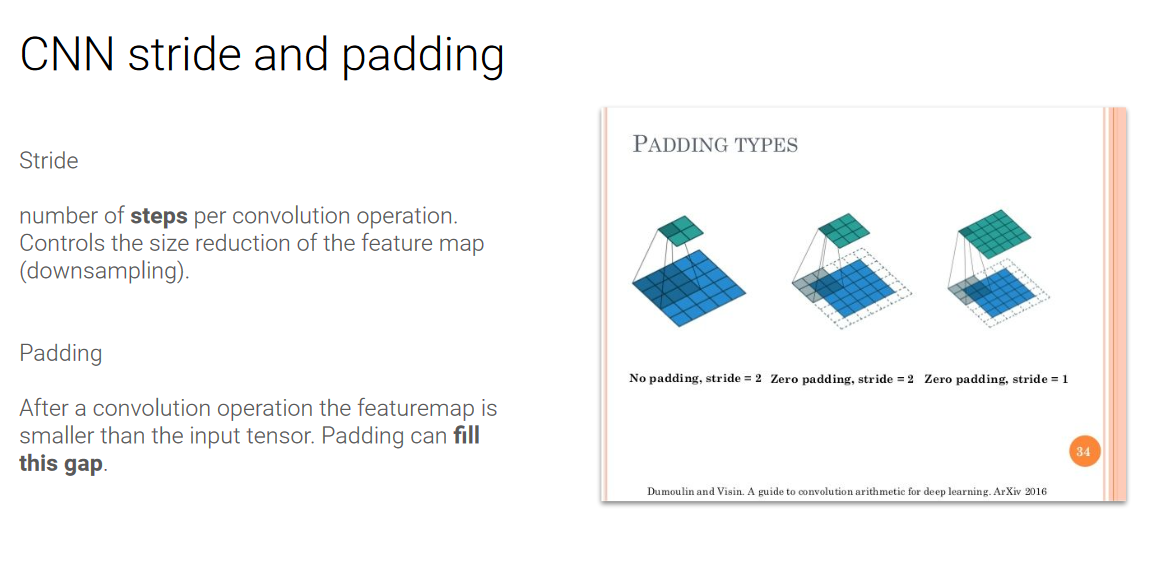 CNN stride and padding
Stride
number of steps per convolution operation.
Controls the size reduction of the feature map
(downsampling).
Padding
After a convolution operation the featuremap is
smaller than the input tensor. Padding can fill
this gap.
PADDING TYPES
No padding, stride = 2 Zero padding, stride = 2 Zero padding, stride = 1
34
Dumoulin and Visin. A guide to convolution arithmetic for deep learning. ArXiv 2016